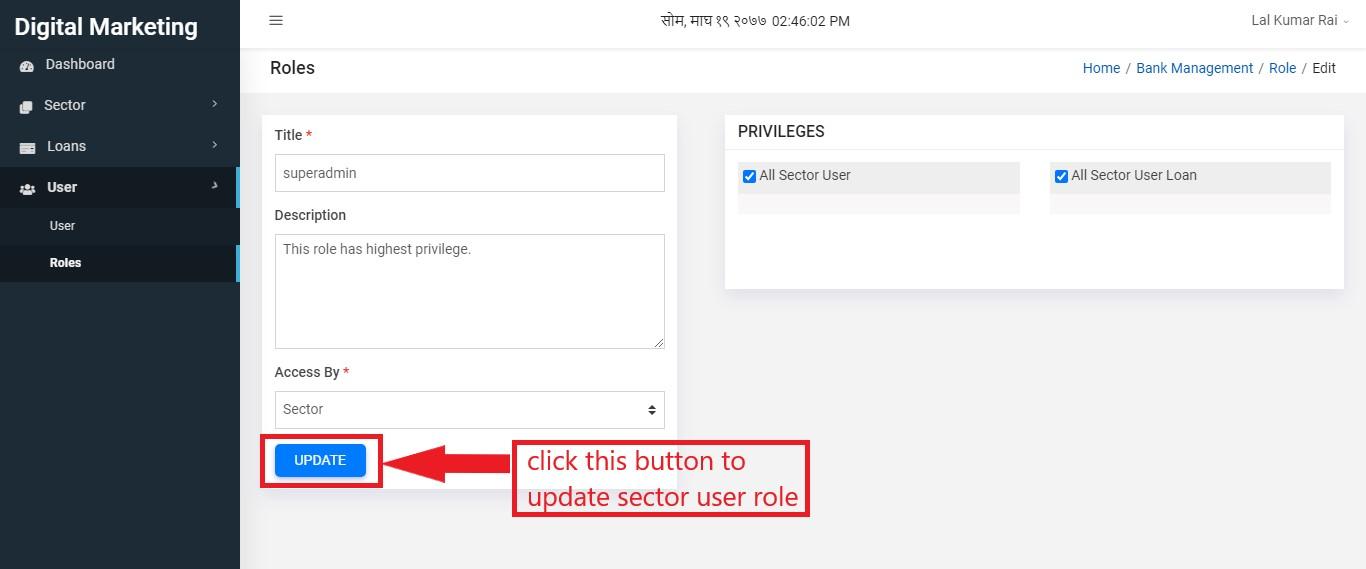 Digital Marketing
सोम, माघ १९ २०७७ 02:46:02 PM
Lal Kumar Rai
Dashboard
Sector
Loans
User
User
Roles
Roles
Home / Bank Management / Role / Edit
Title *
superadmin
Description
This role has highest privilege.
Access By *
Sector
UPDATE
click this button to
update sector user role
PRIVILEGES
All Sector User
All Sector User Loan